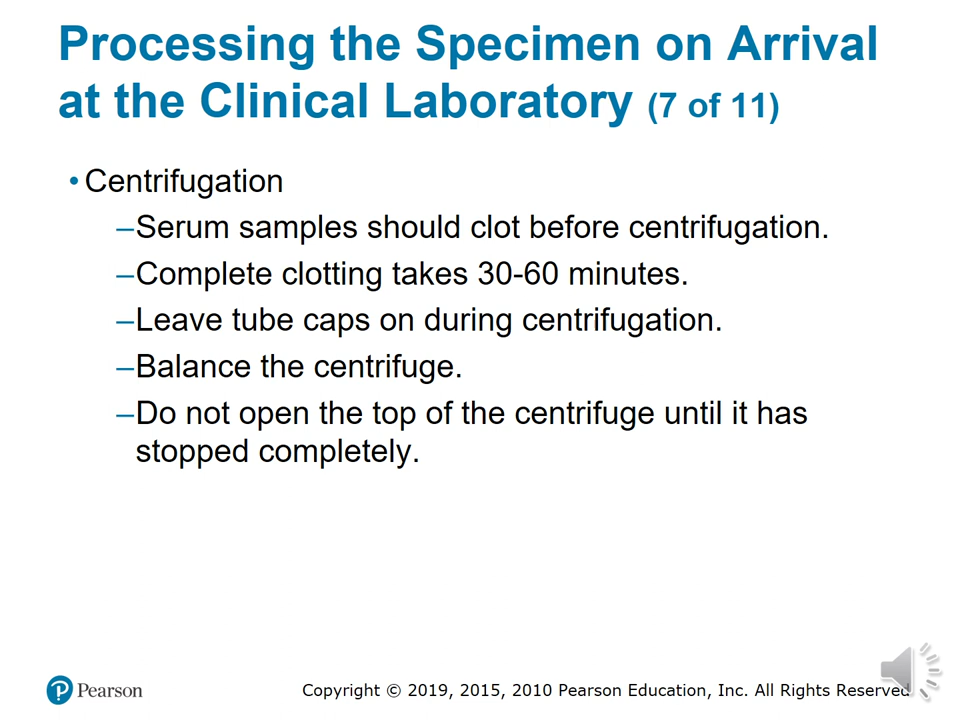 Processing the Specimen on Arrival
at the Clinical Laboratory (7 of 11)
• Centrifugation
–Serum samples should clot before centrifugation.
–Complete clotting takes 30-60 minutes.
–Leave tube caps on during centrifugation.
–Balance the centrifuge.
–Do not open the top of the centrifuge until it has
stopped completely.
P Pearson
Copyright © 2019, 2015, 2010 Pearson Education, Inc. All Rights Reserved